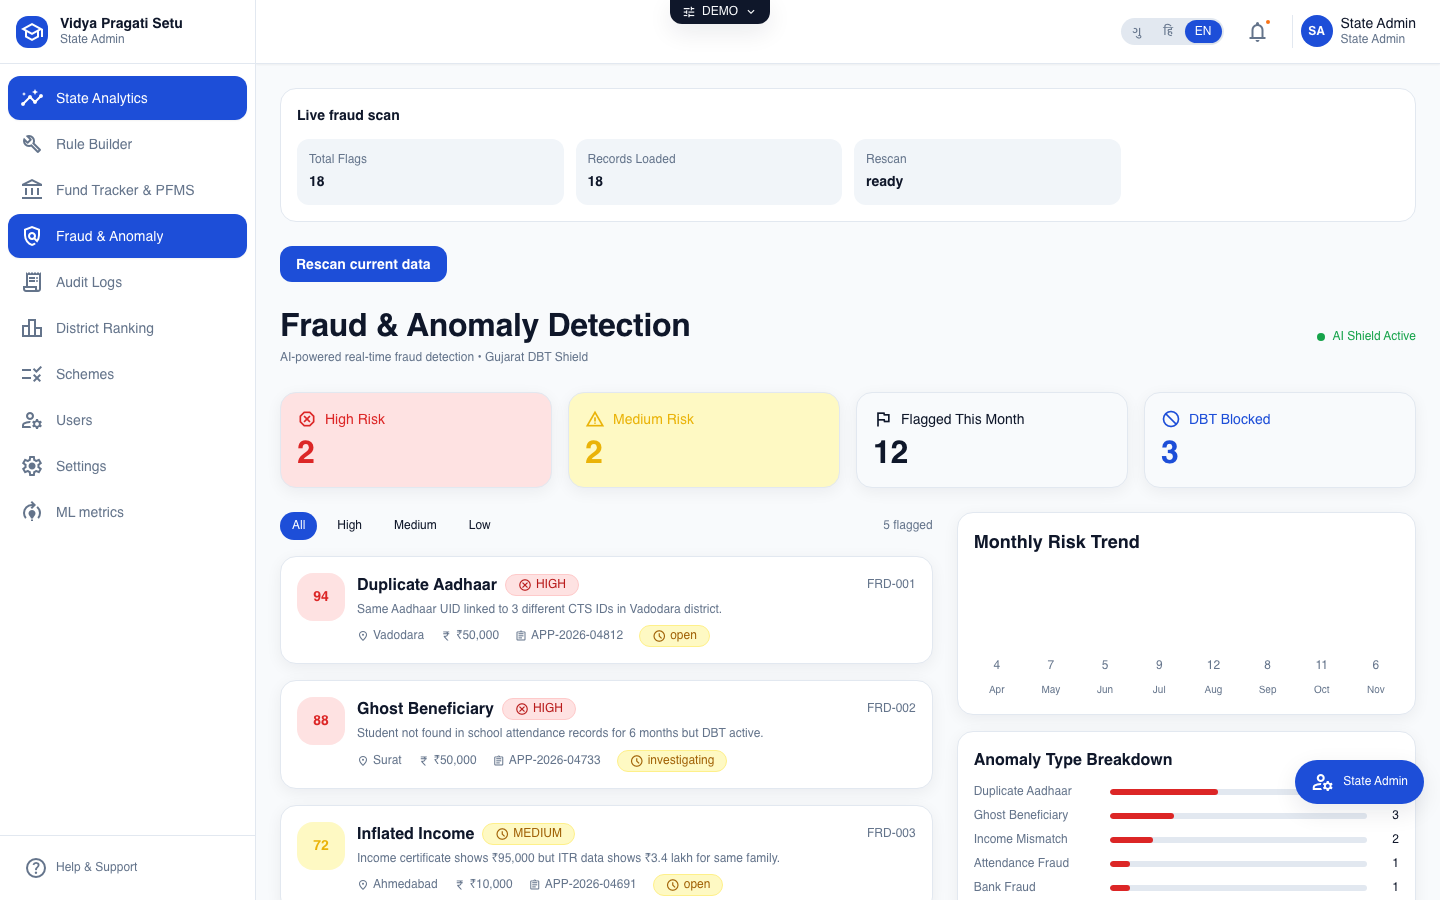 Vidya Pragati Setu
State Admin
DEMO
ગુ
हि
EN
SA
State Admin
State Admin
State Analytics
Rule Builder
Fund Tracker & PFMS
Fraud & Anomaly
Audit Logs
District Ranking
Schemes
Users
Settings
ML metrics
Help & Support
Live fraud scan
Total Flags
18
Records Loaded
18
Rescan
ready
Rescan current data
Fraud & Anomaly Detection
AI-powered real-time fraud detection • Gujarat DBT Shield
AI Shield Active
High Risk
2
Medium Risk
2
Flagged This Month
12
DBT Blocked
3
All High Medium Low
5 flagged
94
Duplicate Aadhaar HIGH FRD-001
Same Aadhaar UID linked to 3 different CTS IDs in Vadodara district.
Vadodara ₹ ₹50,000 APP-2026-04812 open
88
Ghost Beneficiary HIGH FRD-002
Student not found in school attendance records for 6 months but DBT active.
Surat ₹ ₹50,000 APP-2026-04733 investigating
72
Inflated Income MEDIUM FRD-003
Income certificate shows ₹95,000 but ITR data shows ₹3.4 lakh for same family.
Ahmedabad ₹ ₹10,000 APP-2026-04691 open
Monthly Risk Trend
4 7 5 9 12 8 11 6
Apr May Jun Jul Aug Sep Oct Nov
Anomaly Type Breakdown
Duplicate Aadhaar
Ghost Beneficiary 3
Income Mismatch 2
Attendance Fraud 1
Bank Fraud 1
State Admin